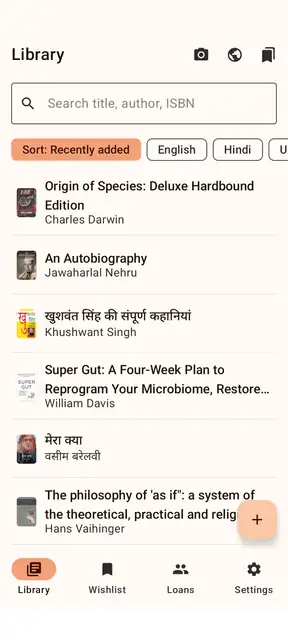 Library
Search title, author, ISBN
Sort: Recently added
English
Hindi
Origin of Species: Deluxe Hardbound
Edition
Charles Darwin
An Autobiography
Jawaharlal Nehru
खुशवंत सिंह की संपूर्ण कहानियां
Khushwant Singh
Super Gut: A Four-Week Plan to
Reprogram Your Microbiome, Restore...
William Davis
SUPER
GUT
मेरा क्या
वसीम बरेलवी
The philosophy of 'as if": a system of
the theoretical, practical and relig
Hans Vaihinger
Library
Wishlist
Loans
Settings